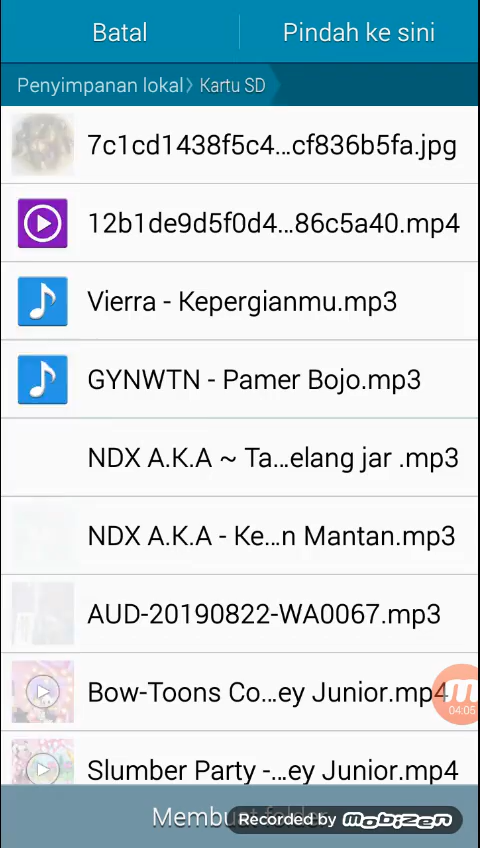 Batal
Pindah ke sini
Penyimpanan lokal
Kartu SD
7c1cd1438f5c4...cf836b5fa.jpg
12b1de9d5f0d4...86c5a40.mp4
Vierra - Kepergianmu.mp3
GYNWTN - Pamer Bojo.mp3
NDX A.K.A ~ Ta...elang jar .mp3
NDX A.K.A - Ke...n Mantan.mp3
AUD-20190822-WA0067.mp3
Bow-Toons Co...ey Junior.mp4
04:05
Slumber Party -...ey Junior.mp4
Membuat folder
Recorded by mobizen